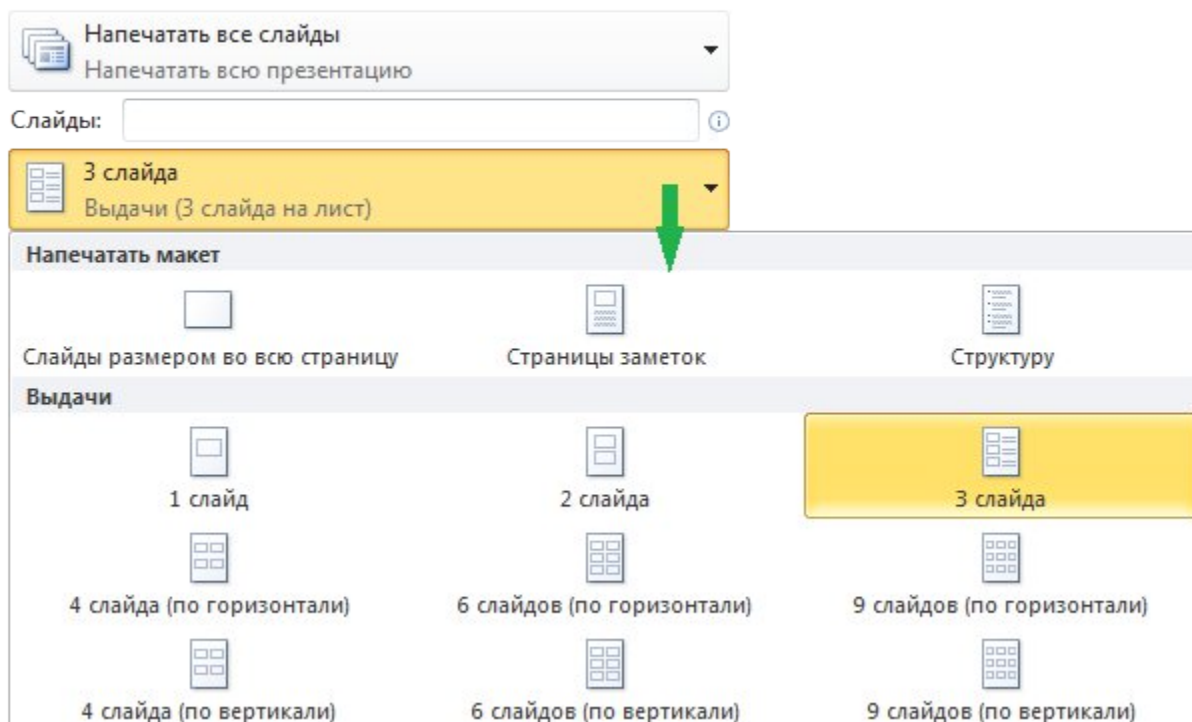 Напечатать все слайды
Напечатать всю презентацию
Слайды:
3 слайда
Выдачи (3 слайда на лист)
Напечатать макет
Слайды размером во всю страницу
Страницы заметок
Структуру
Выдачи
1 слайд
2 слайда
3 слайда
4 слайда (по горизонтали)
6 слайдов (по горизонтали)
9 слайдов (по горизонтали)
4 слайда (по вертикали)
6 слайдов (по вертикали)
9 слайдов (по вертикали)